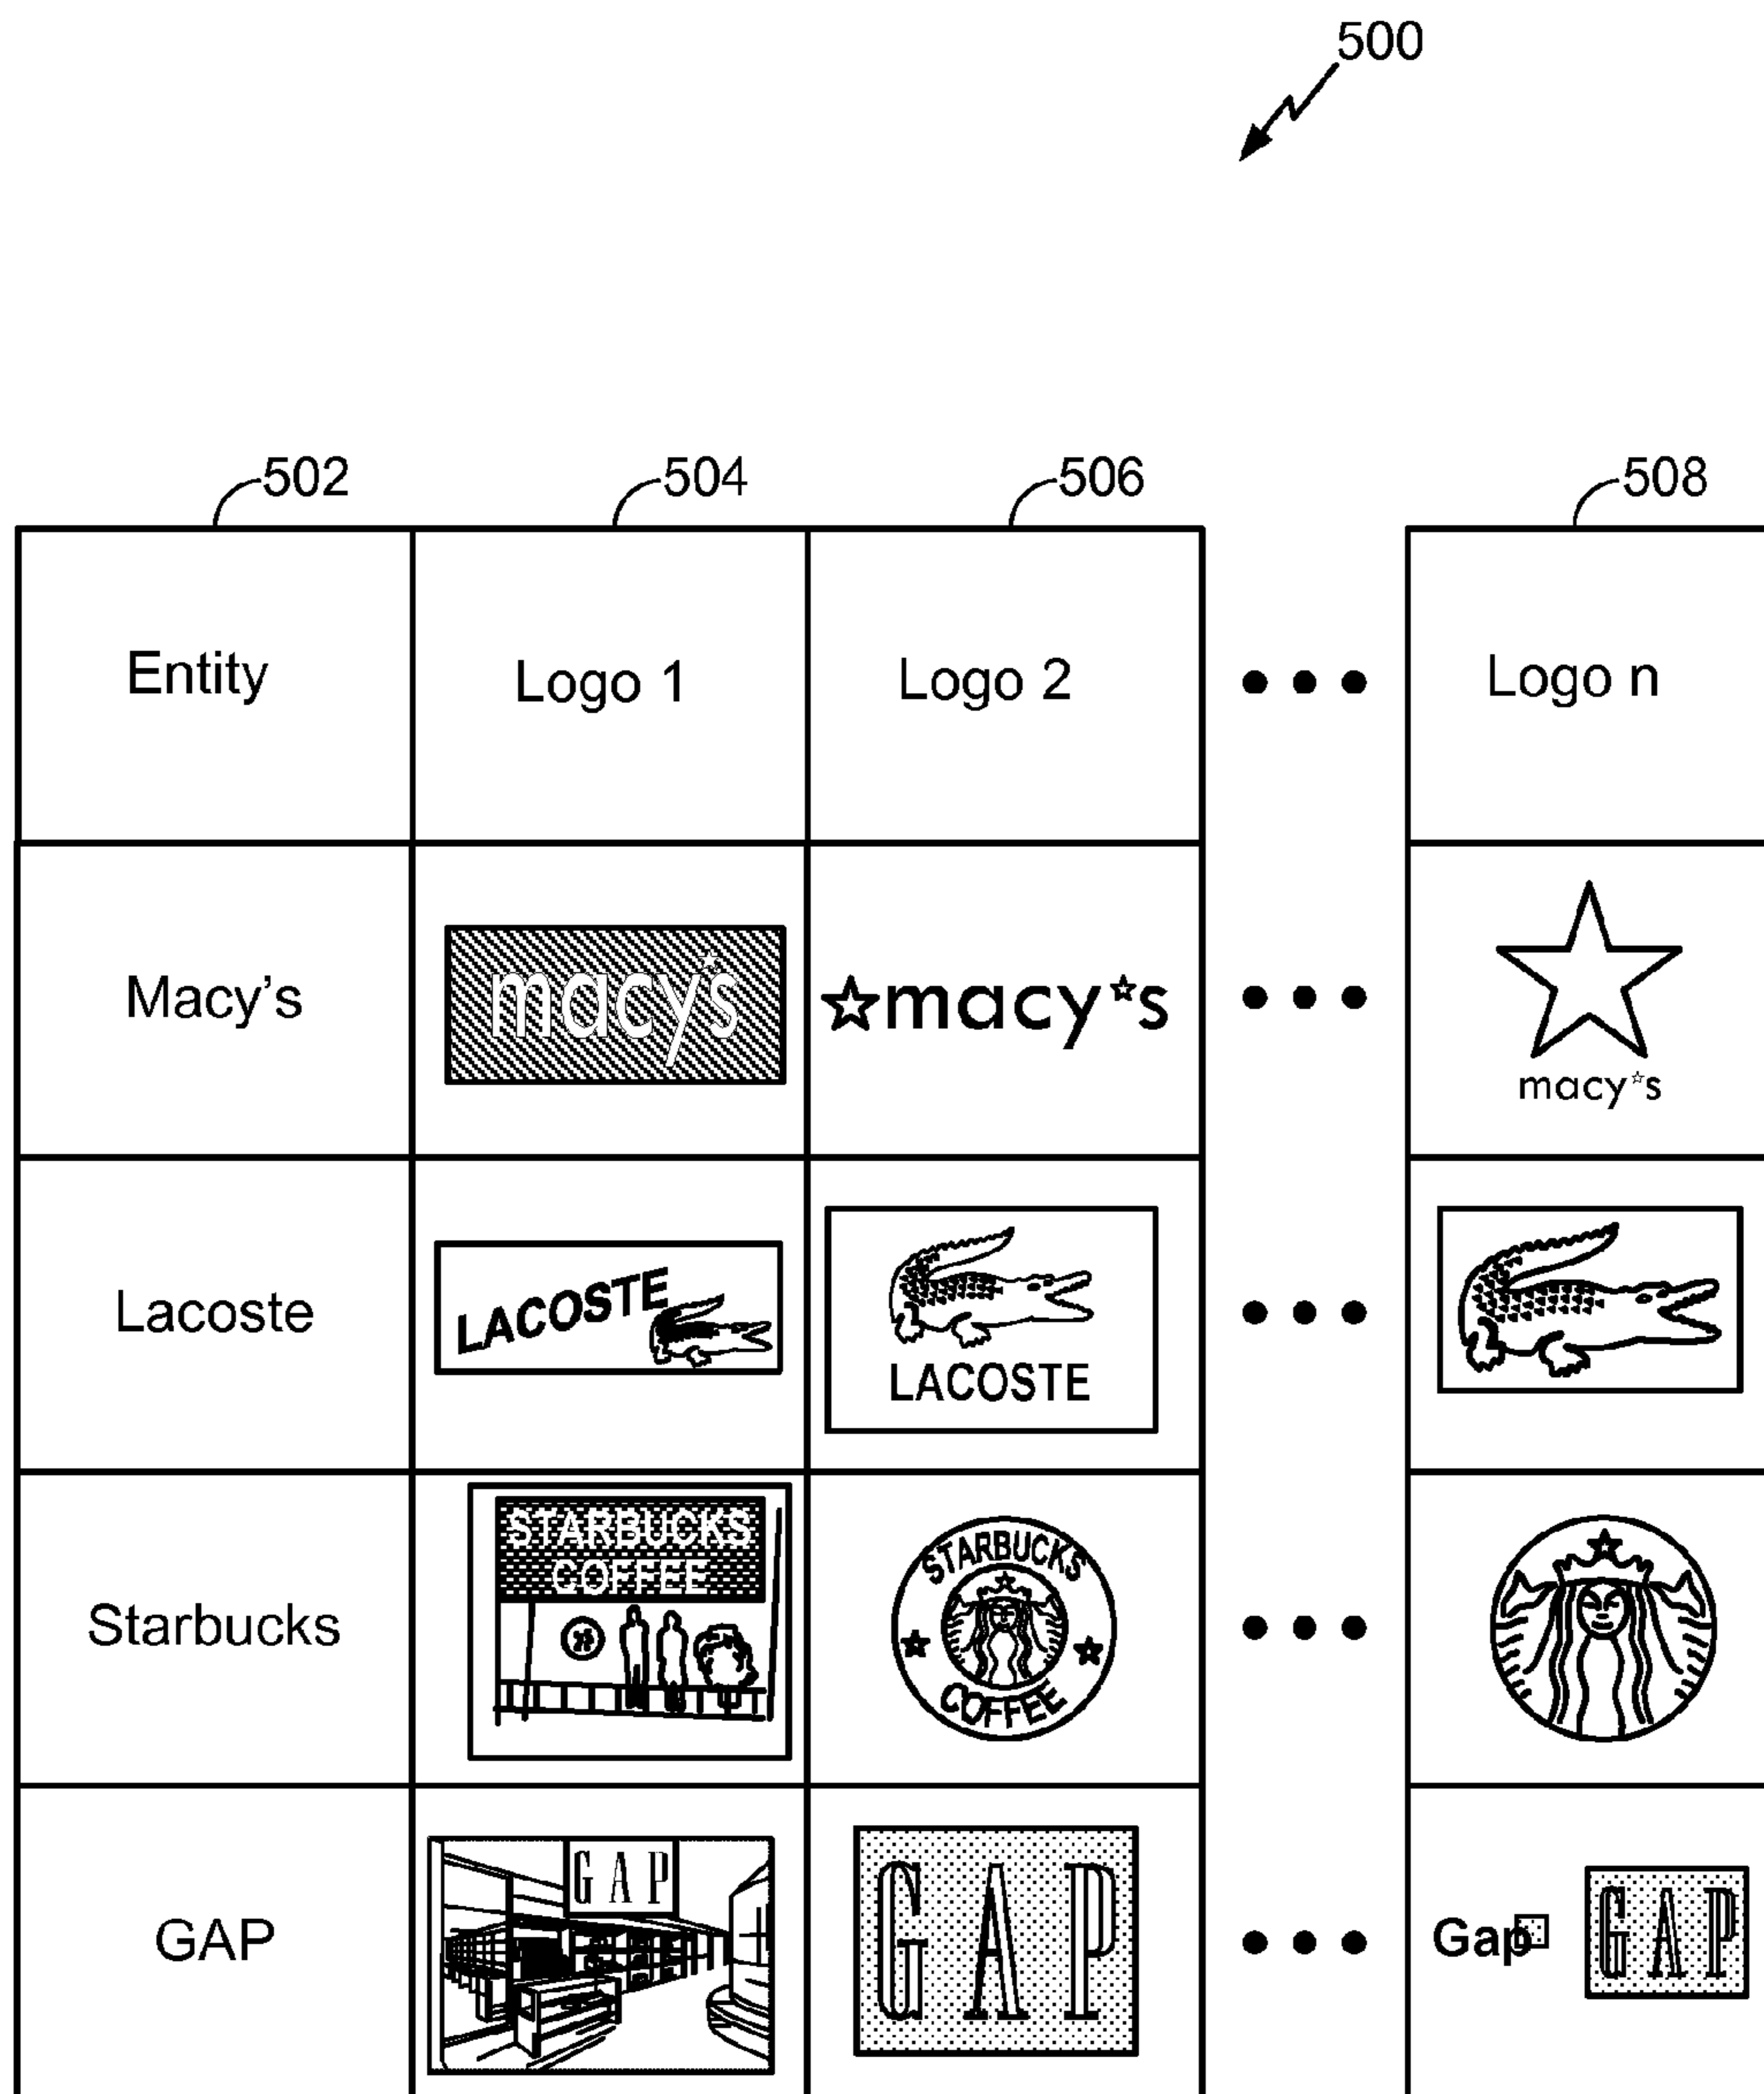 500
502 504 506 508
Entity Logo 1 Logo 2 Logo n
Macy's macy's macy's macy's
Lacoste LACOSTE LACOSTE
Starbucks STARBUCKS COFFEE STARBUCKS COFFEE
GAP GAP GAP Gap GAP